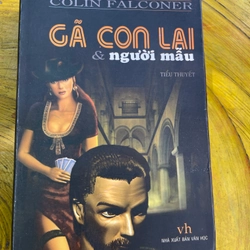 COLIN FALCONER
GÃ CON LAI
& người mẫu
TIỂU THUYẾT
vh
NHÀ XUẤT BẢN VĂN HỌC